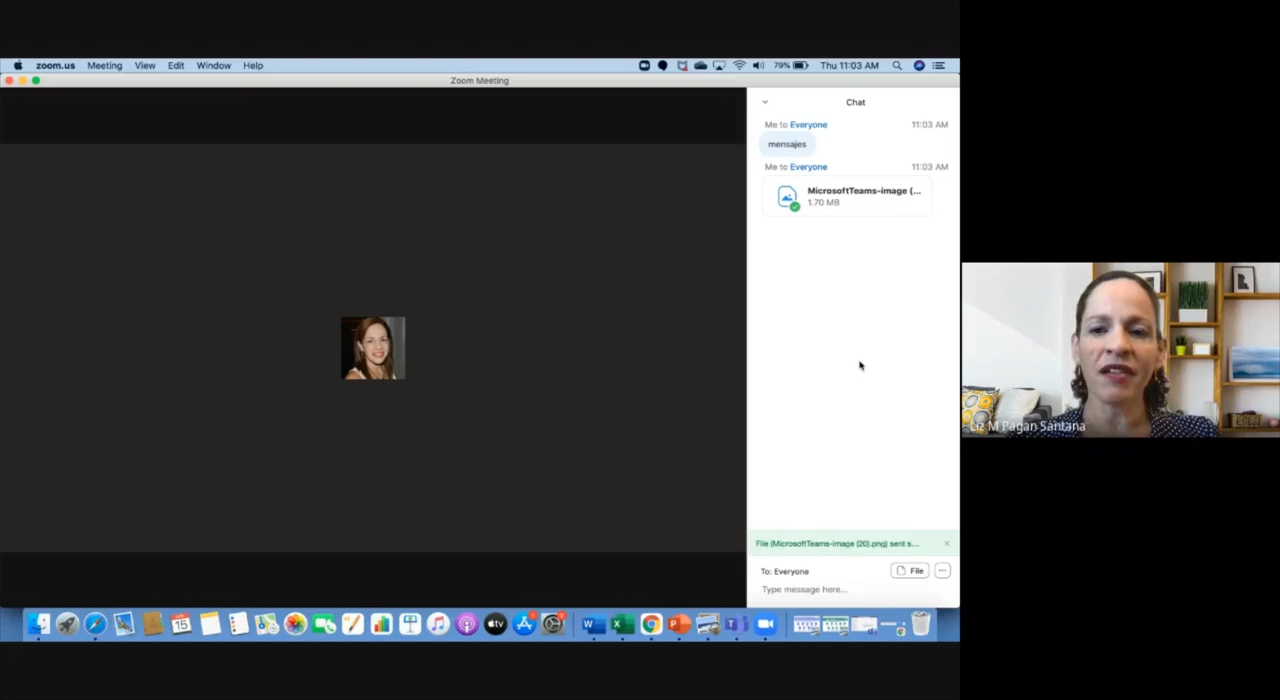 zoom.us Meeting View Edit Window Help 79% Thu 11:03 AM
Zoom Meeting
Chat
Me to Everyone 11:03 AM
mensajes
Me to Everyone 11:03 AM
MicrosoftTeams-image (...
1.70 MB
Liz M Pagan Santana
File (MicrosoftTeams-image (20).png) sent s... ×
To: Everyone File ...
Type message here...
15 tv W X P T